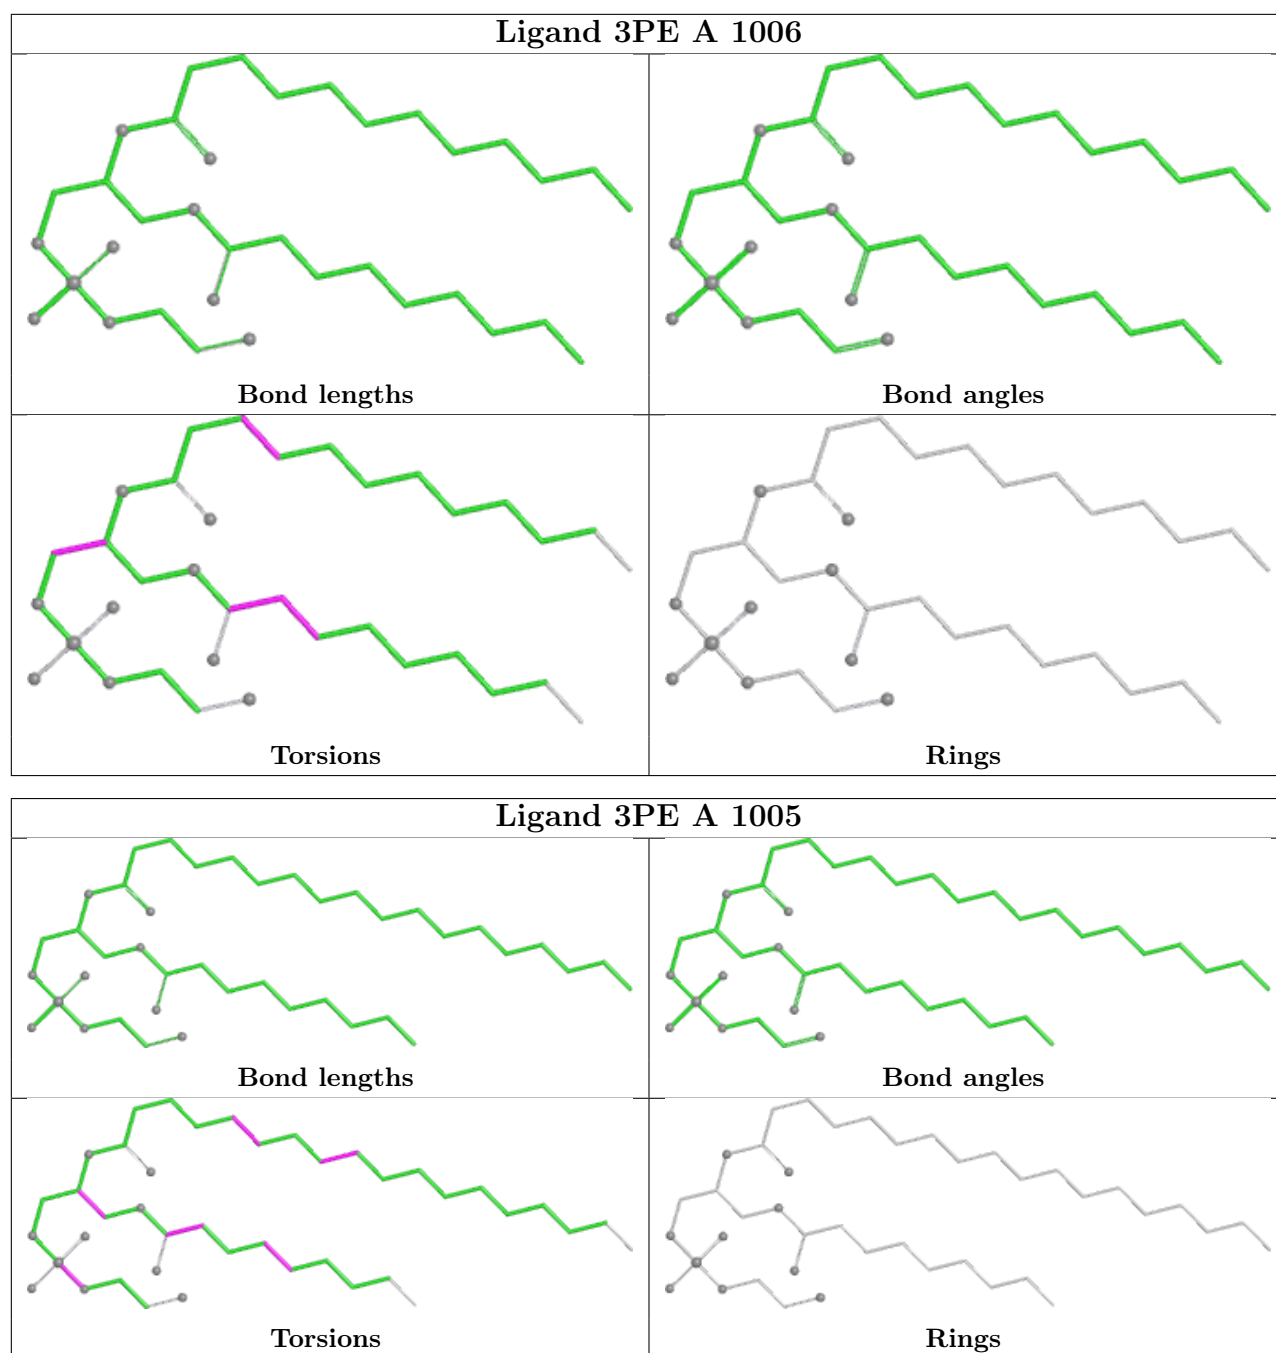 Ligand 3PE A 1006
Bond lengths
Bond angles
Torsions
Rings
Ligand 3PE A 1005
Bond lengths
Bond angles
Torsions
Rings